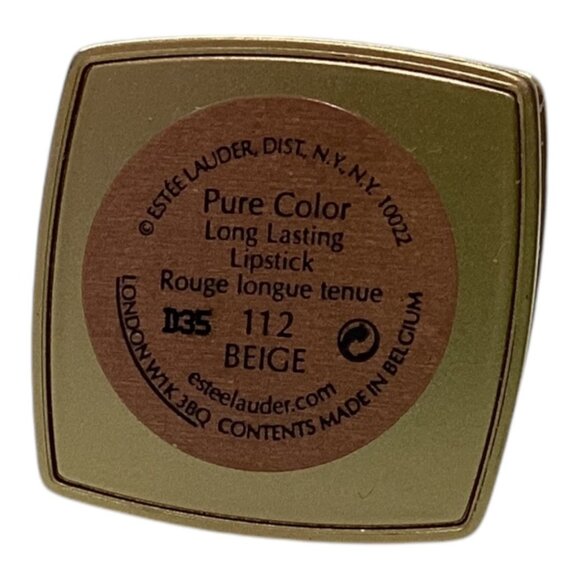 © ESTÉE LAUDER, DIST. N.Y., N.Y. 10022
Pure Color
Long Lasting
Lipstick
Rouge longue tenue
D35 112
BEIGE
esteelauder.com
LONDON W1K 3BQ CONTENTS MADE IN BELGIUM